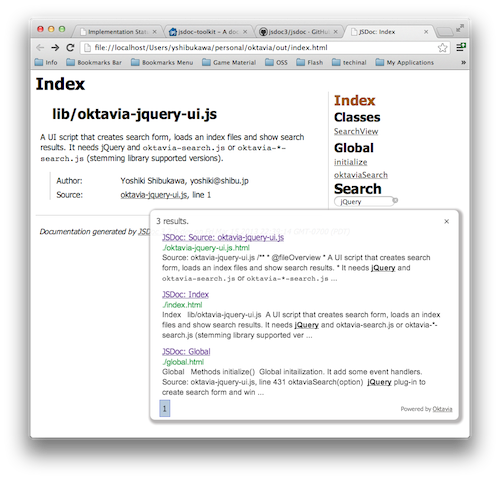 Implementation Stat
jsdoc-toolkit - A doc
jsdoc3/jsdoc · GitHub
JSDoc: Index
file://localhost/Users/yshibukawa/personal/oktavia/out/index.html
Info
Bookmarks Bar
Bookmarks Menu
Game Material
OSS
Flash
techinal
My Applications
Index
lib/oktavia-jquery-ui.js
A UI script that creates search form, loads an index files and show search
results. It needs jQuery and oktavia-search.js or oktavia-*-
search.js (stemming library supported versions).
Author: Yoshiki Shibukawa, yoshiki@shibu.jp
Source: oktavia-jquery-ui.js, line 1
Documentation generated by JSD
Index
Classes
SearchView
Global
initialize
oktaviaSearch
Search
jQuery
3 results.
×
JSDoc: Source: oktavia-jquery-ui.js
./oktavia-jquery-ui.js.html
Source: oktavia-jquery-ui.js /** * @fileOverview * A UI script that creates search
form, loads an index files and show search results. * It needs jQuery and
oktavia-search.js or oktavia-*-search.js ...
JSDoc: Index
./index.html
Index lib/oktavia-jquery-ui.js A UI script that creates search form, loads an index
files and show search results. It needs jQuery and oktavia-search.js or oktavia-*-
search.js (stemming library supported ver ...
JSDoc: Global
./global.html
Global Methods initialize() Global initailization. It add some event handlers.
Source: oktavia-jquery-ui.js, line 431 oktaviaSearch(option) jQuery plug-in to
create search form and win ...
1
Powered by Oktavia